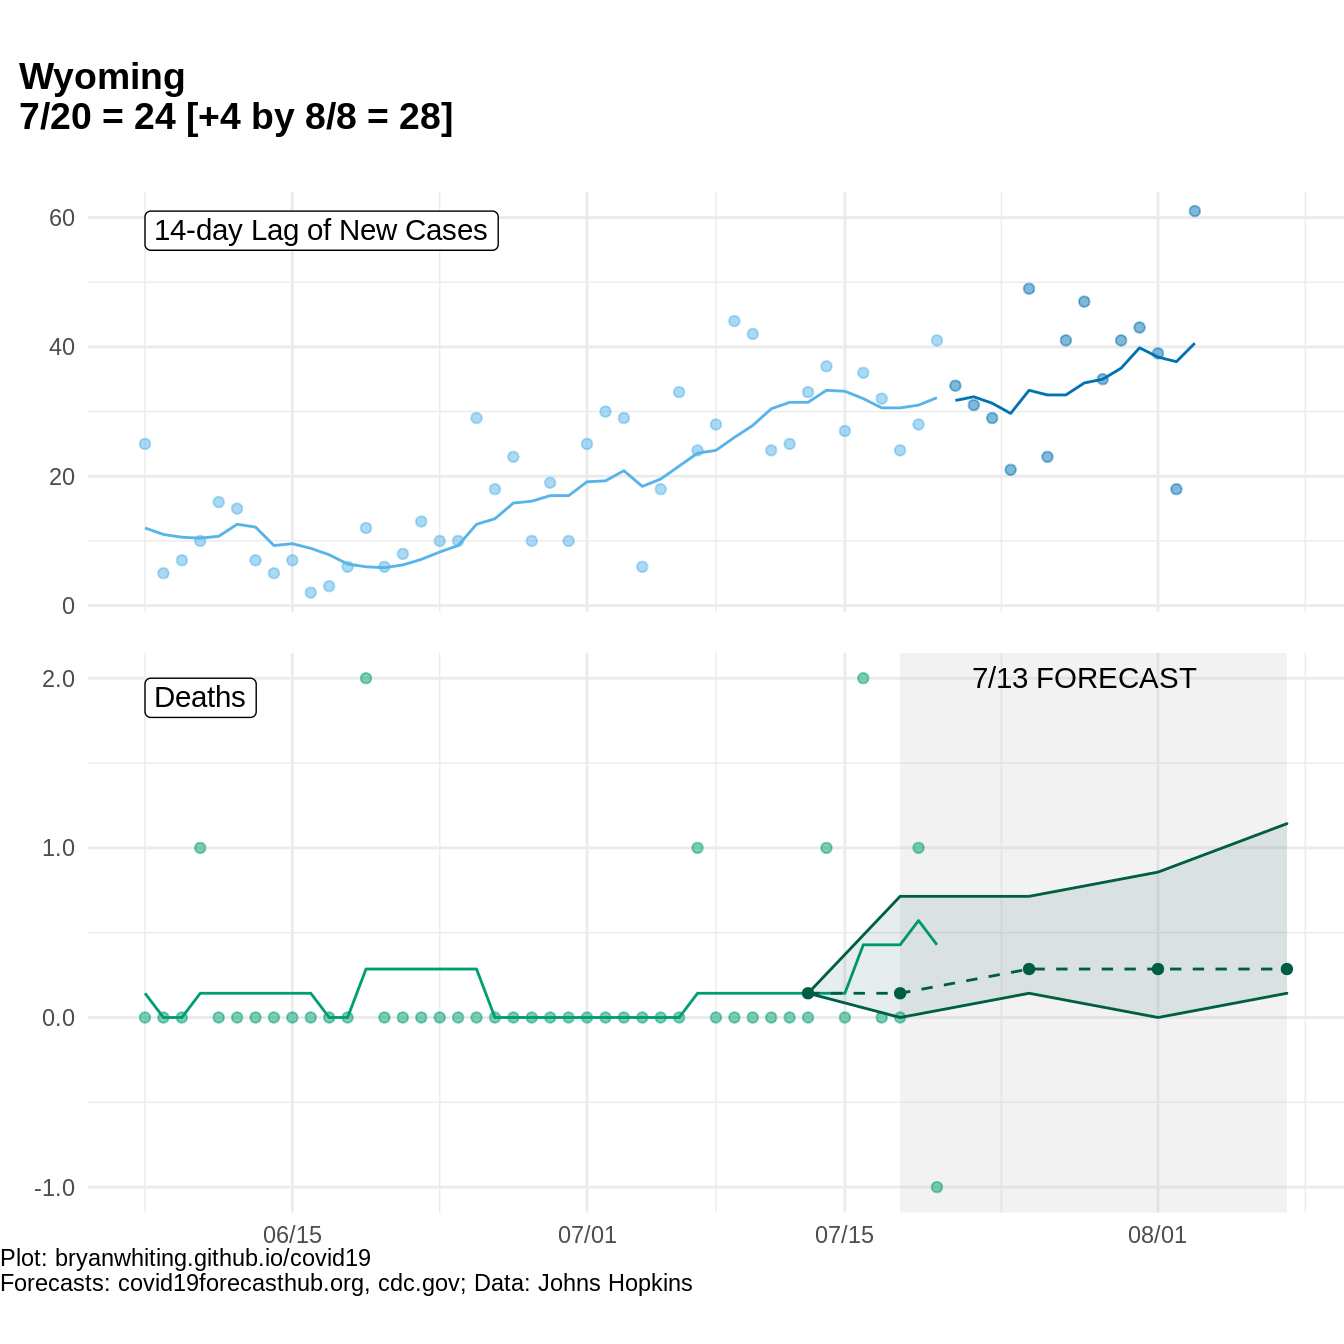 Wyoming
7/20 = 24 [+4 by 8/8 = 28]
14-day Lag of New Cases
60
40
20
0
Deaths
7/13 FORECAST
2.0
1.0
0.0
-1.0
06/15
07/01
07/15
08/01
Plot: bryanwhiting.github.io/covid19
Forecasts: covid19forecasthub.org, cdc.gov; Data: Johns Hopkins